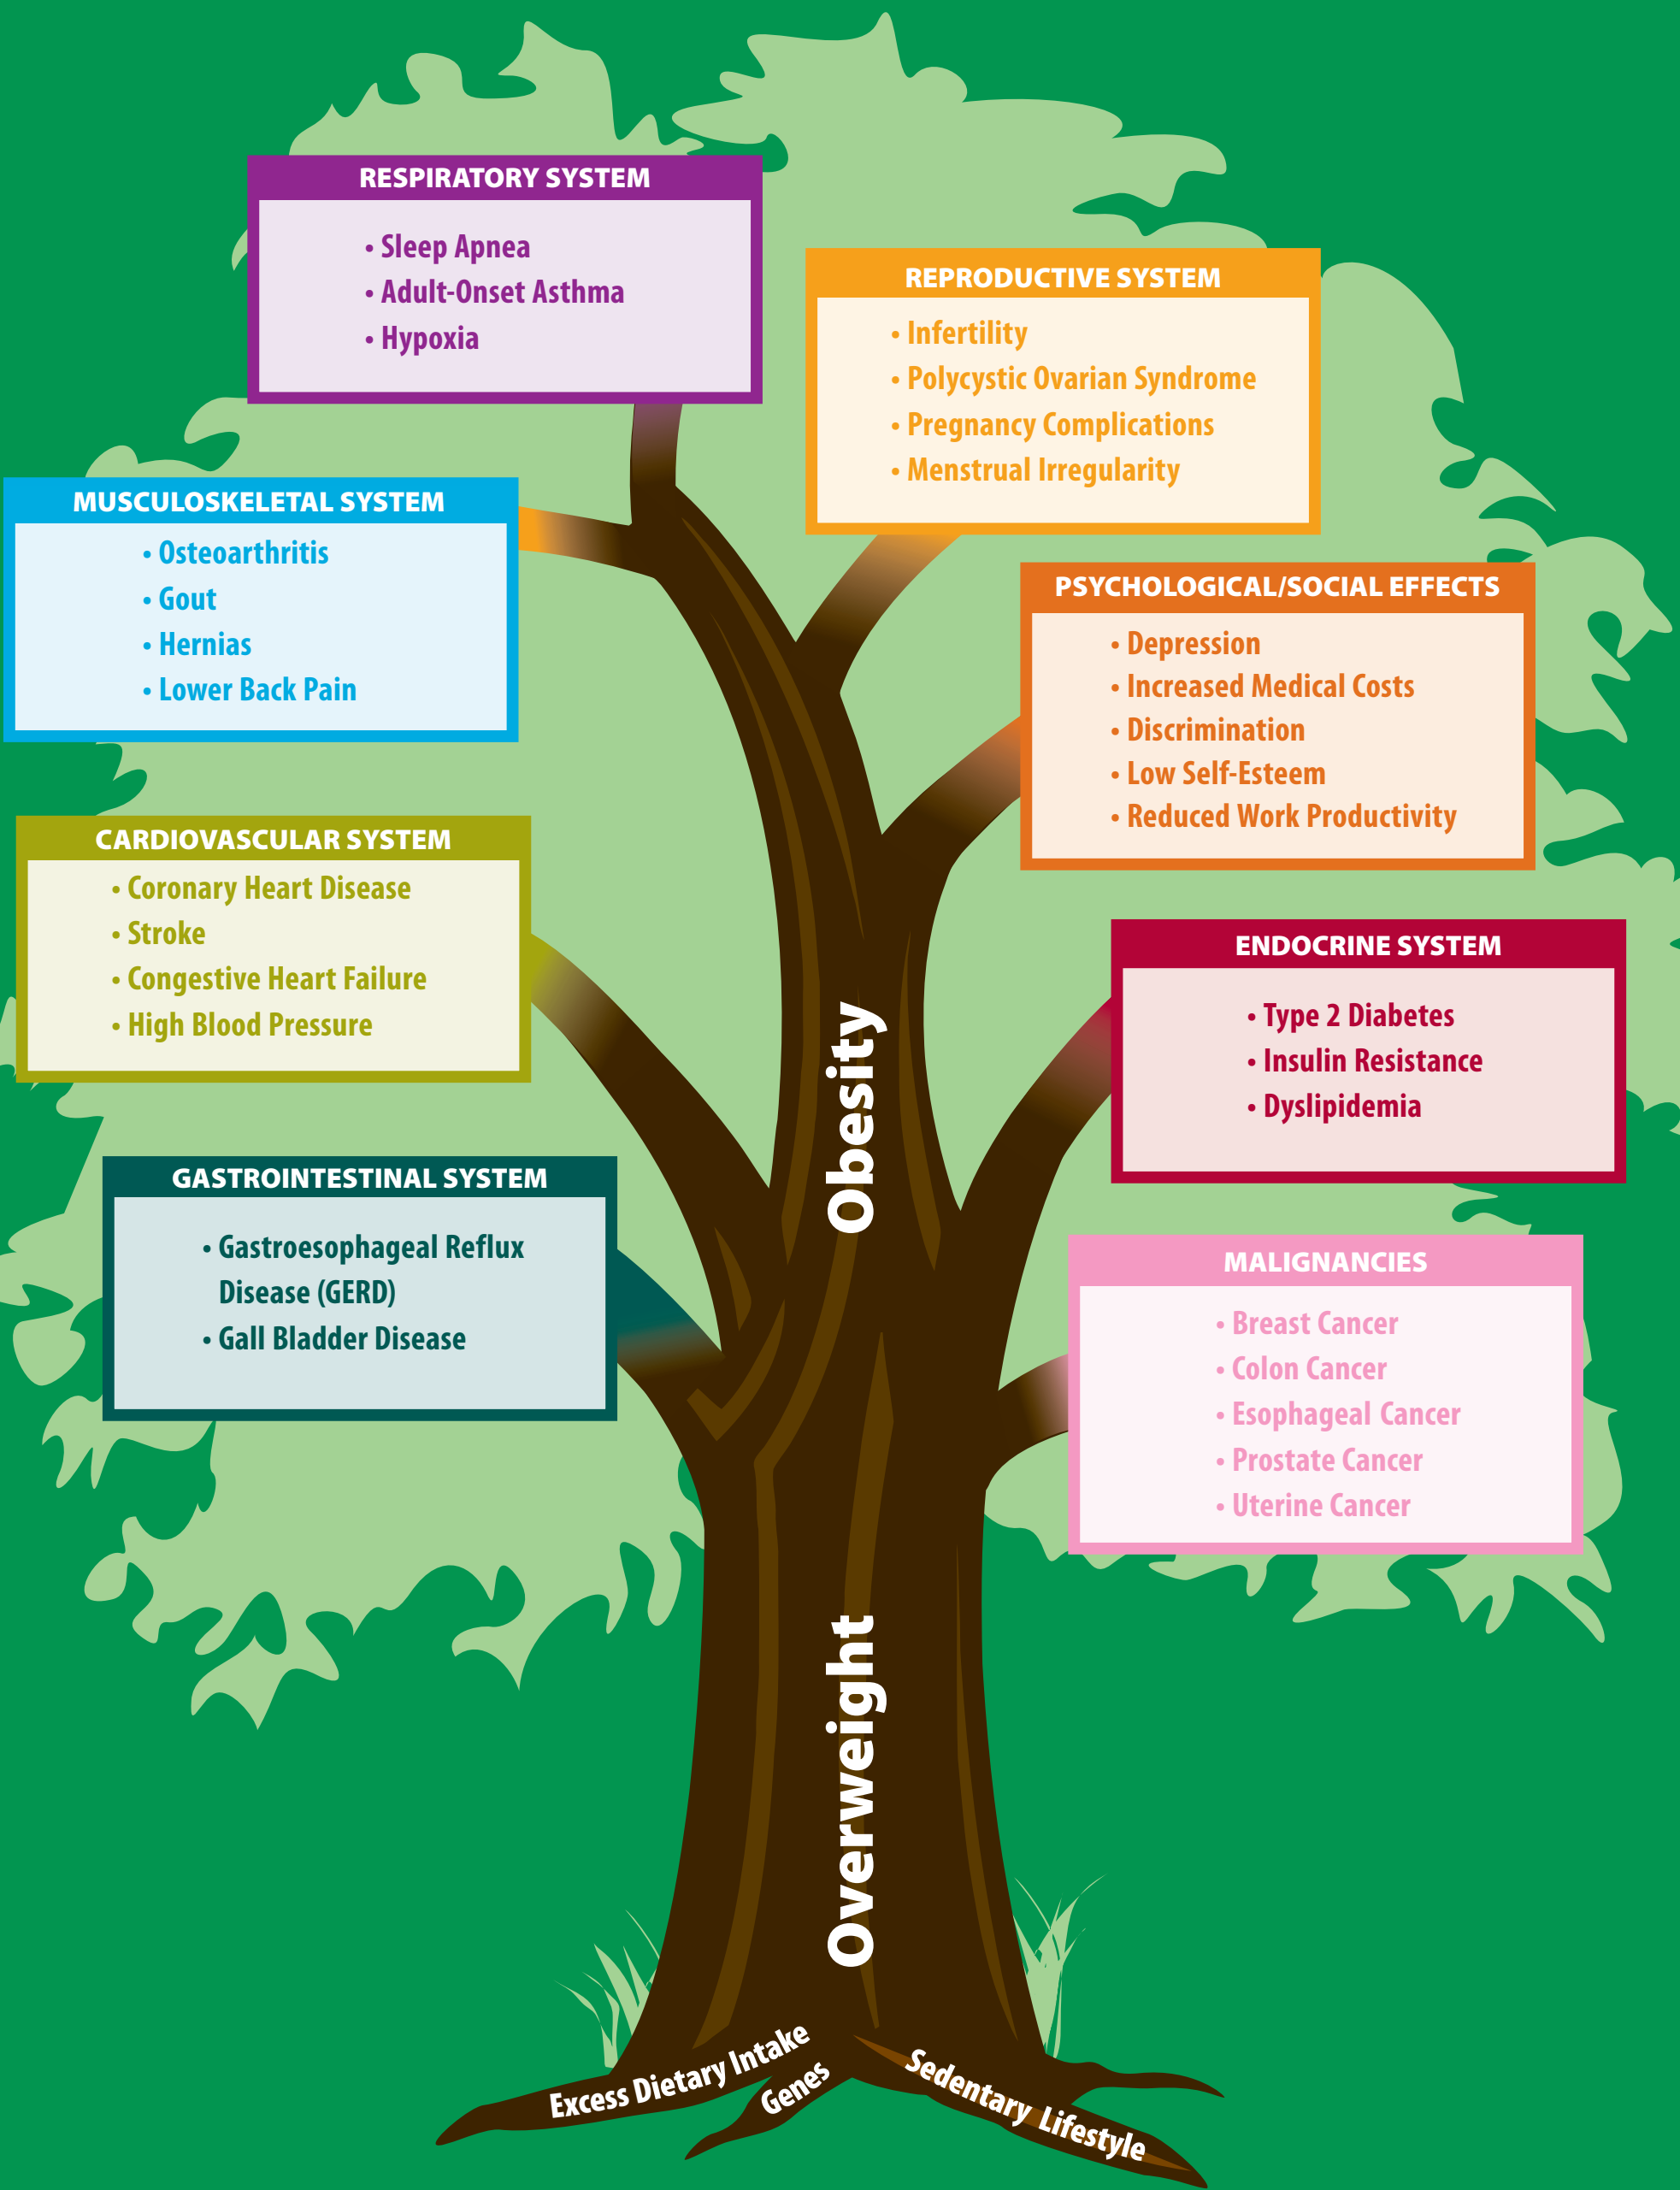 RESPIRATORY SYSTEM
• Sleep Apnea
• Adult-Onset Asthma
• Hypoxia
REPRODUCTIVE SYSTEM
• Infertility
• Polycystic Ovarian Syndrome
• Pregnancy Complications
• Menstrual Irregularity
MUSCULOSKELETAL SYSTEM
• Osteoarthritis
• Gout
• Hernias
• Lower Back Pain
PSYCHOLOGICAL/SOCIAL EFFECTS
• Depression
• Increased Medical Costs
• Discrimination
• Low Self-Esteem
• Reduced Work Productivity
CARDIOVASCULAR SYSTEM
• Coronary Heart Disease
• Stroke
• Congestive Heart Failure
• High Blood Pressure
ENDOCRINE SYSTEM
• Type 2 Diabetes
• Insulin Resistance
• Dyslipidemia
GASTROINTESTINAL SYSTEM
• Gastroesophageal Reflux
Disease (GERD)
• Gall Bladder Disease
MALIGNANCIES
• Breast Cancer
• Colon Cancer
• Esophageal Cancer
• Prostate Cancer
• Uterine Cancer
Obesity
Overweight
Excess Dietary Intake
Genes
Sedentary Lifestyle